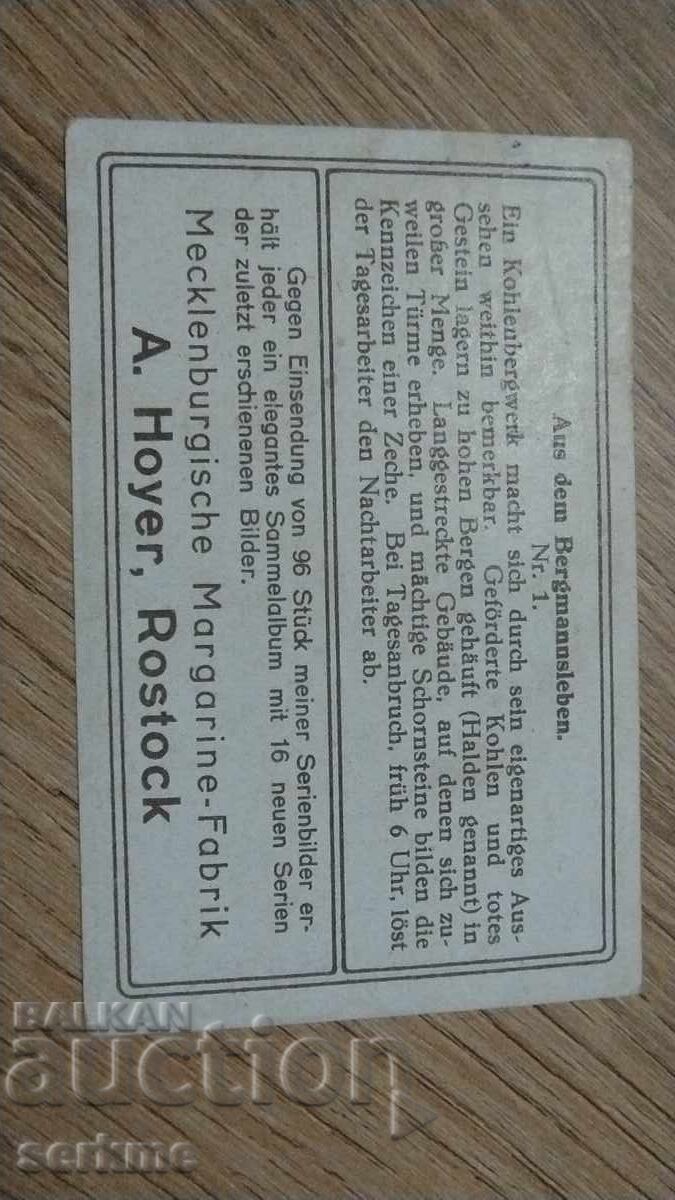 Aus dem Bergmannsleben.
Nr. 1.
Ein Kohlenbergwerk macht sich durch sein eigenartiges Aus-
sehen weithin bemerkbar. Geförderte Kohlen und totes
Gestein lagern zu hohen Bergen gehäuft (Halden genannt) in
großer Menge. Langgestreckte Gebäude, auf denen sich zu-
weilen Türme erheben, und mächtige Schornsteine bilden die
Kennzeichen einer Zeche. Bei Tagesanbruch, früh 6 Uhr, löst
der Tagesarbeiter den Nachtarbeiter ab.
Gegen Einsendung von 96 Stück meiner Serienbilder er-
hält jeder ein elegantes Sammelalbum mit 16 neuen Serien
der zuletzt erschienenen Bilder.
Mecklenburgische Margarine-Fabrik
A. Hoyer, Rostock
BALKAN
auction
serkme